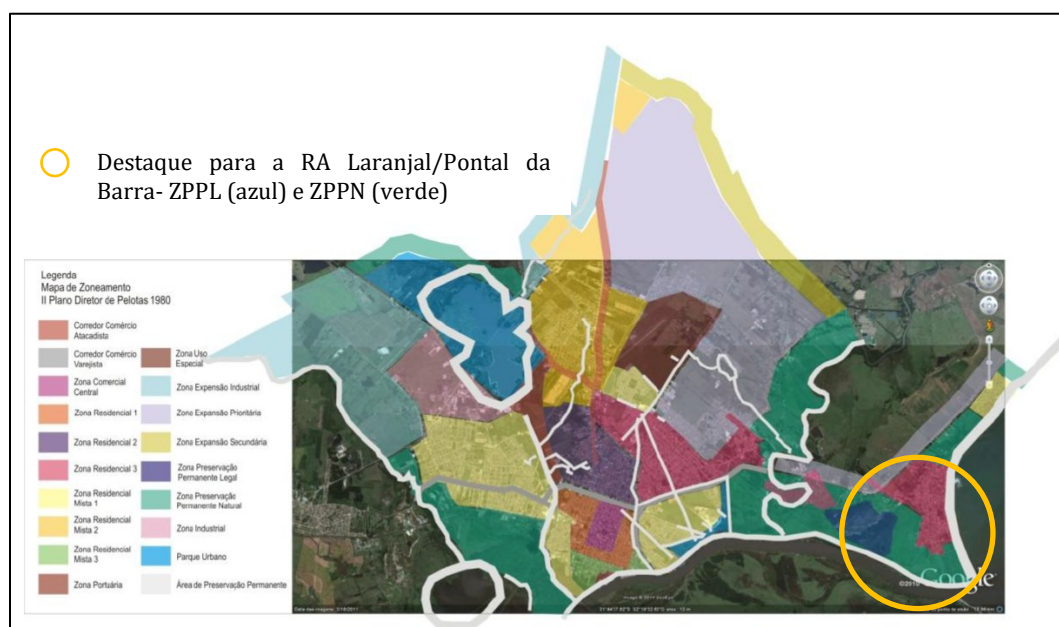 Destaque para a RA Laranjal/Pontal da
Barra- ZPPL (azul) e ZPPN (verde)
Legenda
Mapa de Zoneamento
II Plano Diretor de Pelotas 1980
Corredor Comércio
Atacadista
Corredor Comércio
Varejista
Zona Comercial
Central
Zona Residencial 1
Zona Residencial 2
Zona Residencial 3
Zona Residencial
Mista 1
Zona Residencial
Mista 2
Zona Residencial
Mista 3
Zona Portuária
Zona Uso
Especial
Zona Expensão Industrial
Zona Expansão Prioritária
Zona Expansão Secundária
Zona Preservação
Permanente Legal
Zona Preservação
Permanente Natural
Zona Industrial
Parque Urbano
Área de Preservação Permanente
©2010 Google